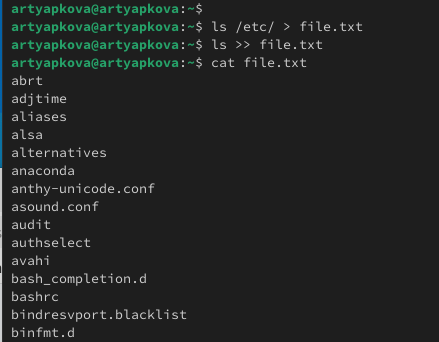 artyapkova@artyapkova:~$
artyapkova@artyapkova:~$ ls /etc/ > file.txt
artyapkova@artyapkova:~$ ls >> file.txt
artyapkova@artyapkova:~$ cat file.txt
abrt
adjtime
aliases
alsa
alternatives
anaconda
anthy-unicode.conf
asound.conf
audit
authselect
avahi
bash_completion.d
bashrc
bindresvport.blacklist
binfmt.d